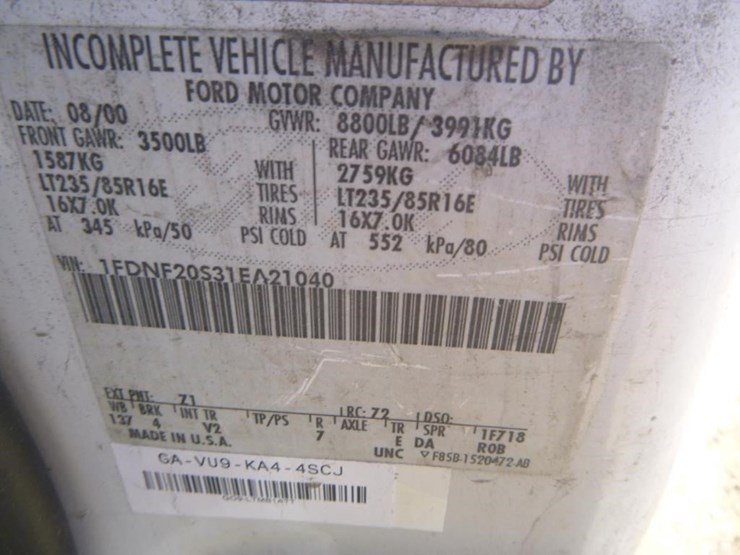 INCOMPLETE VEHICLE MANUFACTURED BY
FORD MOTOR COMPANY
DATE: 08/00 GVWR: 8800LB/3991KG
FRONT GAWR: 3500LB REAR GAWR: 6084LB
1587KG WITH 2759KG WITH
LT235/85R16E TIRES LT235/85R16E TIRES
16X7.0K RIMS 16X7.0K RIMS
AT 345 kPa/50 PSI COLD AT 552 kPa/80 PSI COLD
VIN: 1FDNF20S31EA21040
EXT PNT: Z1 RC: 72 DSO:
WB BRK INT TR TP/PS R AXLE TR SPR 1F718
137 4 V2 7 E DA ROB
MADE IN U.S.A. UNC F85B-1520472-AB
GA-VU9-KA4-4SCJ